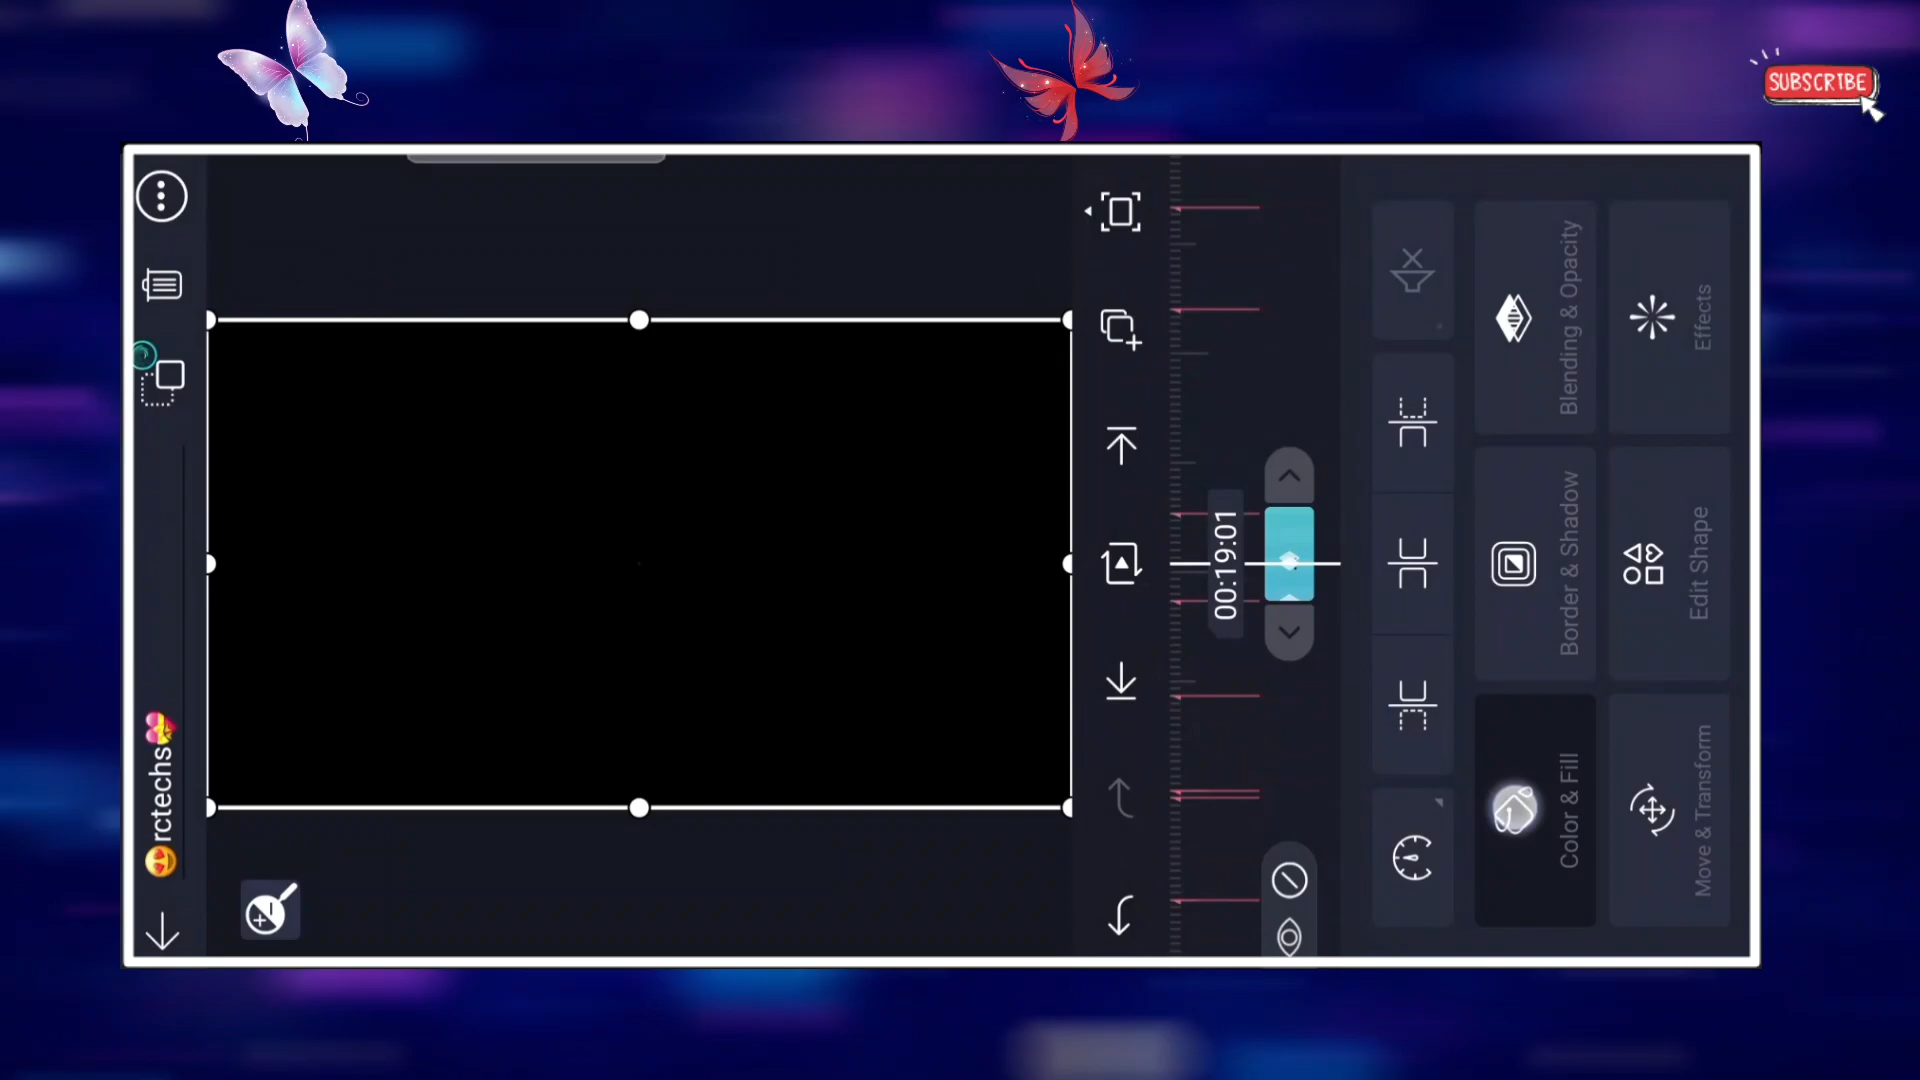 SUBSCRIBE
😍rctechs💝
00:19:01
Blending & Opacity
Effects
Border & Shadow
Edit Shape
Color & Fill
Move & Transform